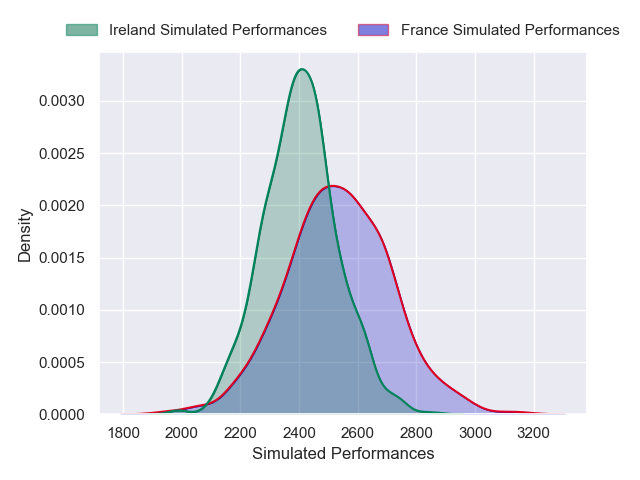 Ireland Simulated Performances France Simulated Performances
0.0030
0.0025
0.0020
0.0015
0.0010
0.0005
0.0000
Density
1800 2000 2200 2400 2600 2800 3000 3200
Simulated Performances